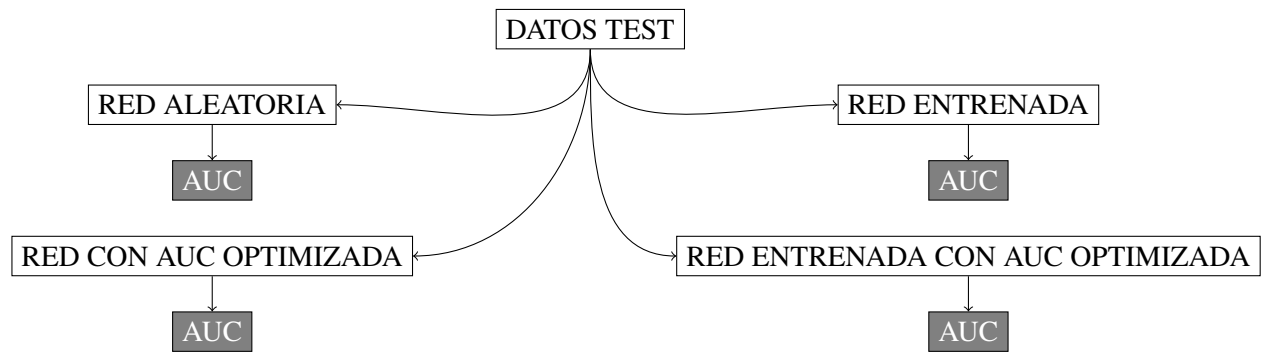 DATOS TEST
RED ALEATORIA
RED ENTRENADA
AUC
AUC
RED CON AUC OPTIMIZADA
RED ENTRENADA CON AUC OPTIMIZADA
AUC
AUC